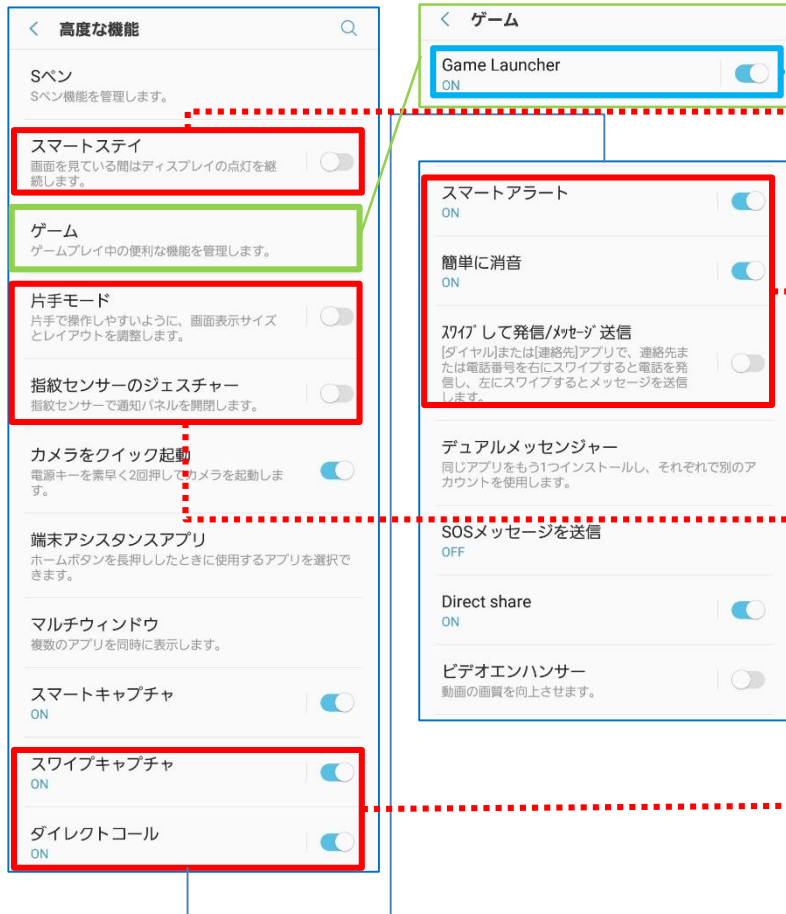 高度な機能
Sペン
Sペン機能を管理します。
スマートステイ
画面を見ている間はディスプレイの点灯を継
続します。
ゲーム
ゲームプレイ中の便利な機能を管理します。
片手モード
片手で操作しやすいように、画面表示サイズ
とレイアウトを調整します。
指紋センサーのジェスチャー
指紋センサーで通知パネルを開閉します。
カメラをクイック起動
電源キーを素早く2回押してカメラを起動しま
す。
端末アシスタンスアプリ
ホームボタンを長押ししたときに使用するアプリを選択で
きます。
マルチウィンドウ
複数のアプリを同時に表示します。
スマートキャプチャ
ON
スワイプキャプチャ
ON
ダイレクトコール
ON
ゲーム
Game Launcher
ON
スマートアラート
ON
簡単に消音
ON
ｽﾜｲﾌﾟして発信/ﾒｯｾｰｼﾞ送信
[ダイヤル]または[連絡先]アプリで、連絡先ま
たは電話番号を右にスワイプすると電話を発
信し、左にスワイプするとメッセージを送信
します。
デュアルメッセンジャー
同じアプリをもう1つインストールし、それぞれで別のア
カウントを使用します。
SOSメッセージを送信
OFF
Direct share
ON
ビデオエンハンサー
動画の画質を向上させます。